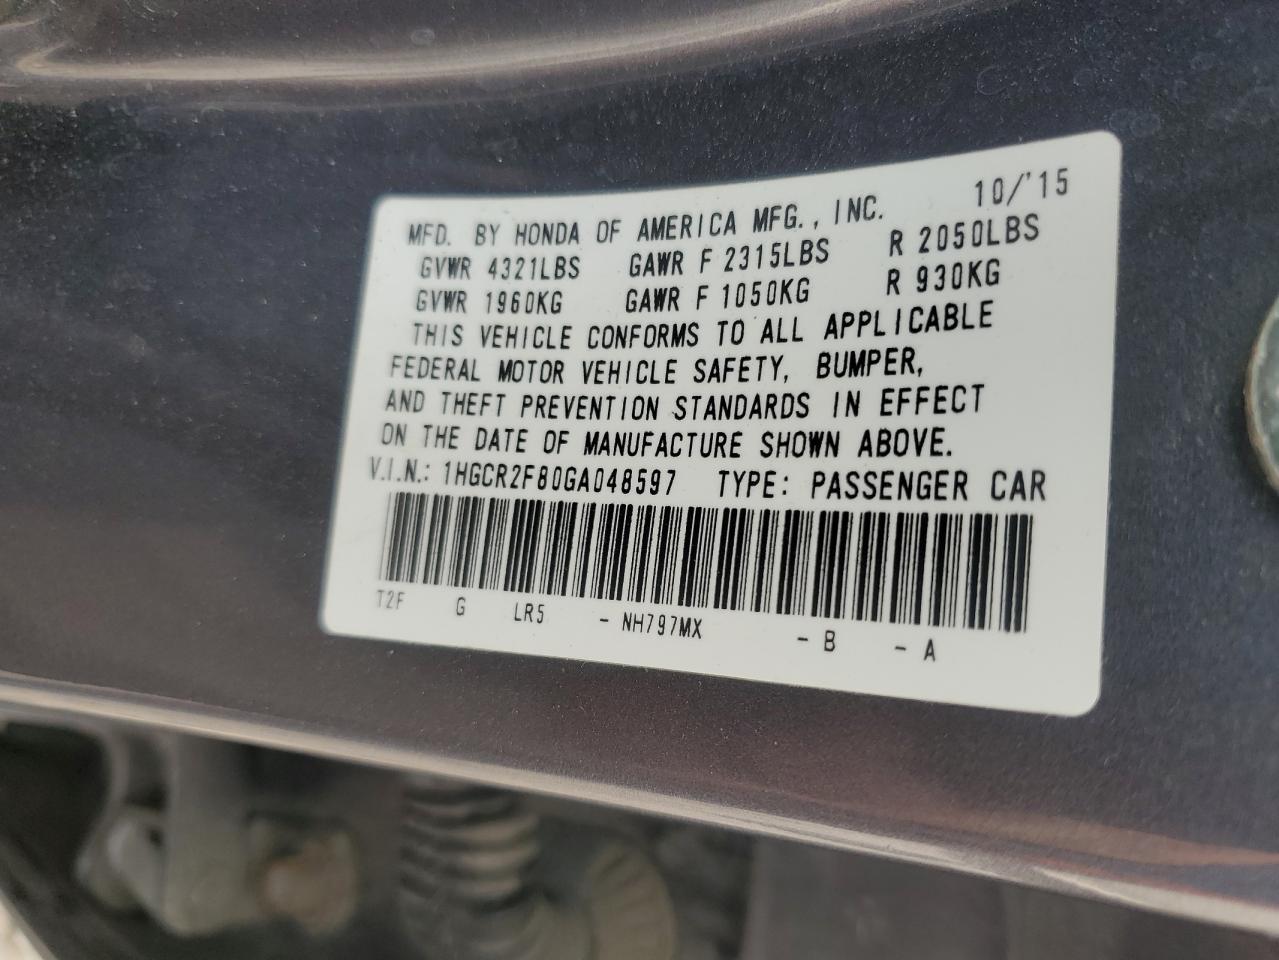 10/'15
MFD. BY HONDA OF AMERICA MFG., INC.
GVWR 4321LBS GAWR F 2315LBS R 2050LBS
GVWR 1960KG GAWR F 1050KG R 930KG
THIS VEHICLE CONFORMS TO ALL APPLICABLE
FEDERAL MOTOR VEHICLE SAFETY, BUMPER,
AND THEFT PREVENTION STANDARDS IN EFFECT
ON THE DATE OF MANUFACTURE SHOWN ABOVE.
V.I.N.: 1HGCR2F80GA048597 TYPE: PASSENGER CAR
T2F G LR5 - NH797MX - B - A